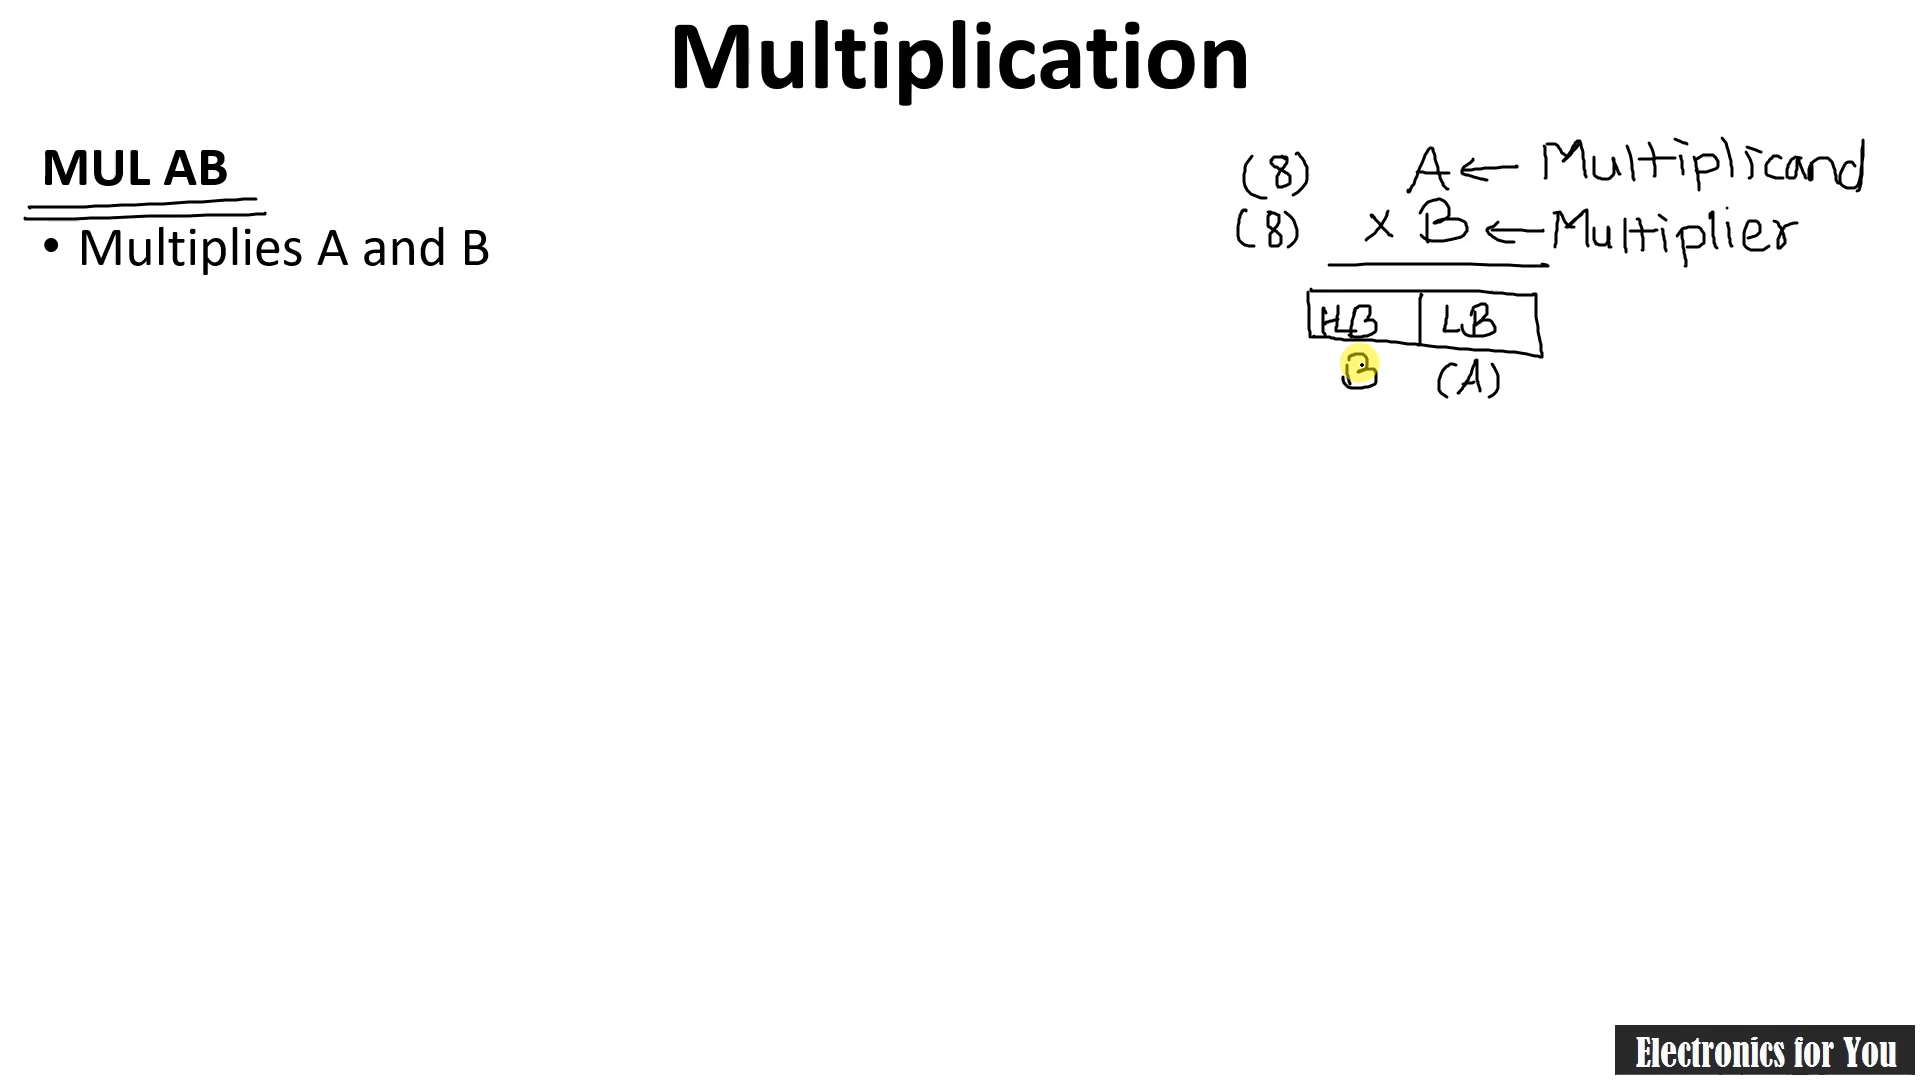 Multiplication
MUL AB
• Multiplies A and B
(8) A ← Multiplicand
(8) × B ← Multiplier
HB LB
B (A)
Electronics for You